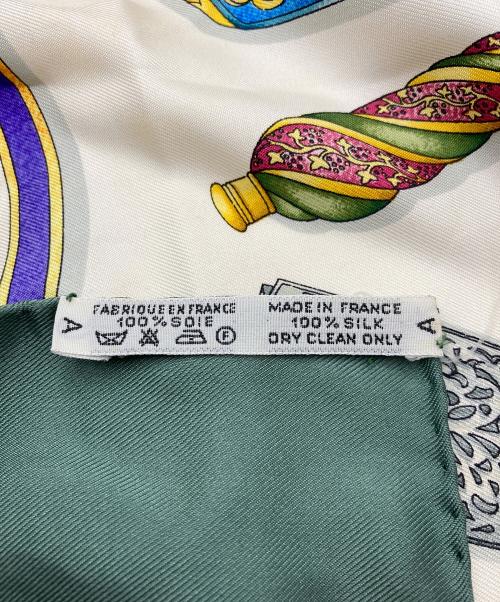 FABRIQUE EN FRANCE
100% SOIE
MADE IN FRANCE
100% SILK
DRY CLEAN ONLY
A
A
P